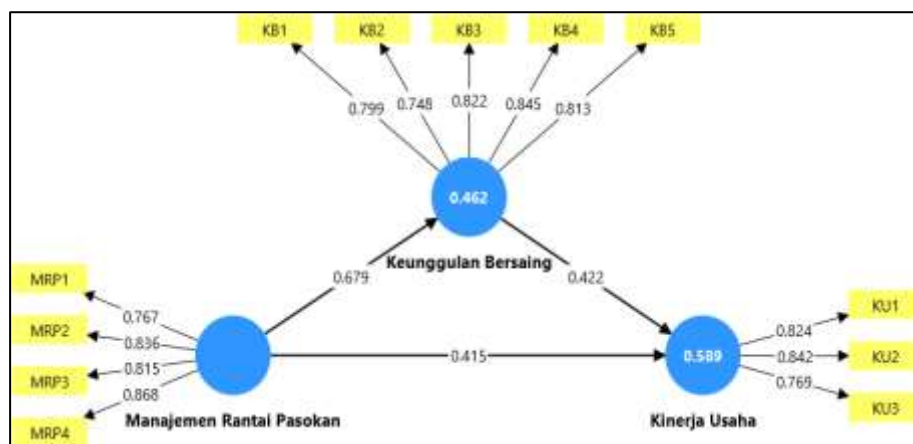 KB1 KB2 KB3 KB4 KB5
0.799 0.748 0.822 0.845 0.813
0.462
Keunggulan Bersaing
0.679 0.422
MRP1
MRP2
MRP3
MRP4
0.767
0.836
0.815
0.868
Manajemen Rantai Pasokan
0.415
0.589
Kinerja Usaha
0.824
0.842
0.769
KU1
KU2
KU3